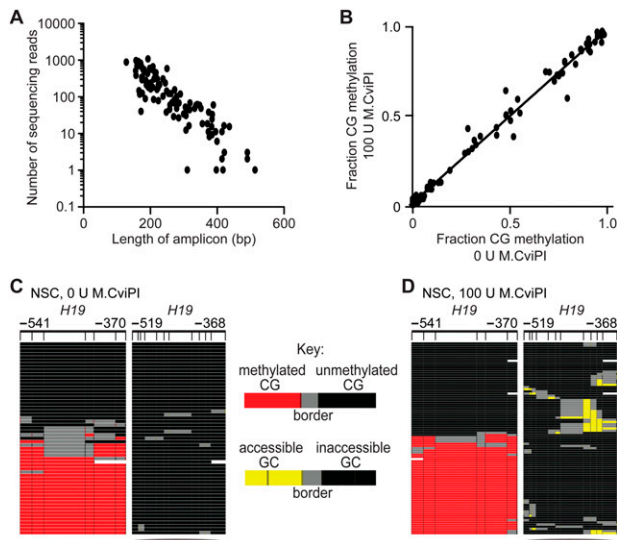 A
Number of sequencing reads
10000
1000
100
10
1
0.1
0
200
400
600
Length of amplicon (bp)
B
Fraction CG methylation
100 U M.CviPI
1.0
0.5
0
0
0.5
1.0
Fraction CG methylation
0 U M.CviPI
C
NSC, 0 U M.CviPI
H19
−541
−370
H19
−519
−368
Key:
methylated
CG
unmethylated
CG
border
accessible
GC
inaccessible
GC
border
D
NSC, 100 U M.CviPI
H19
−541
−370
H19
−519
−368